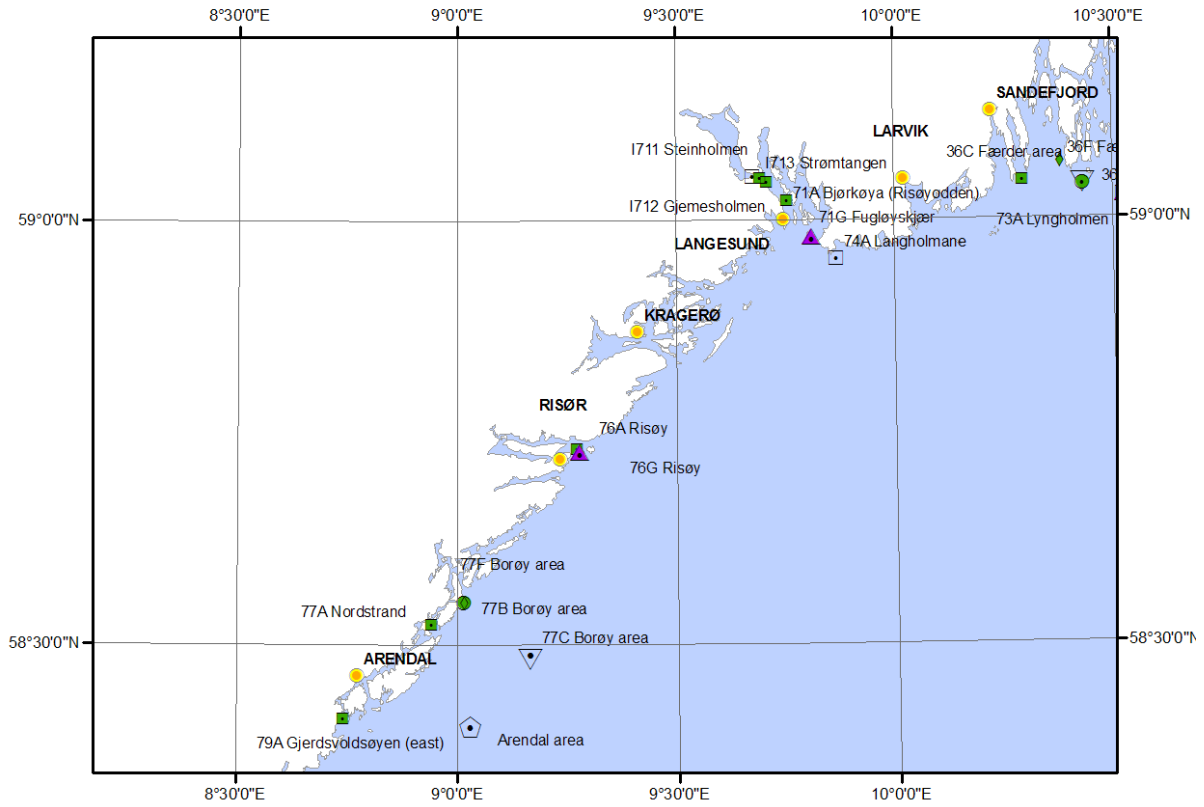 8°30'0"E 9°0'0"E 9°30'0"E 10°0'0"E 10°30'0"E
SANDEFJORD
LARVIK
36C Færder area 36F Fæ
I711 Steinholmen
I713 Strømtangen
36
71A Bjørkøya (Risøyodden)
I712 Gjemesholmen
59°0'0"N
59°0'0"N
71G Fugløyskjær
73A Lyngholmen
LANGESUND
74A Langholmane
KRAGERØ
RISØR
76A Risøy
76G Risøy
77F Borøy area
77A Nordstrand
77B Borøy area
58°30'0"N
77C Borøy area
58°30'0"N
ARENDAL
79A Gjerdsvoldsøyen (east)
Arendal area
8°30'0"E 9°0'0"E 9°30'0"E 10°0'0"E